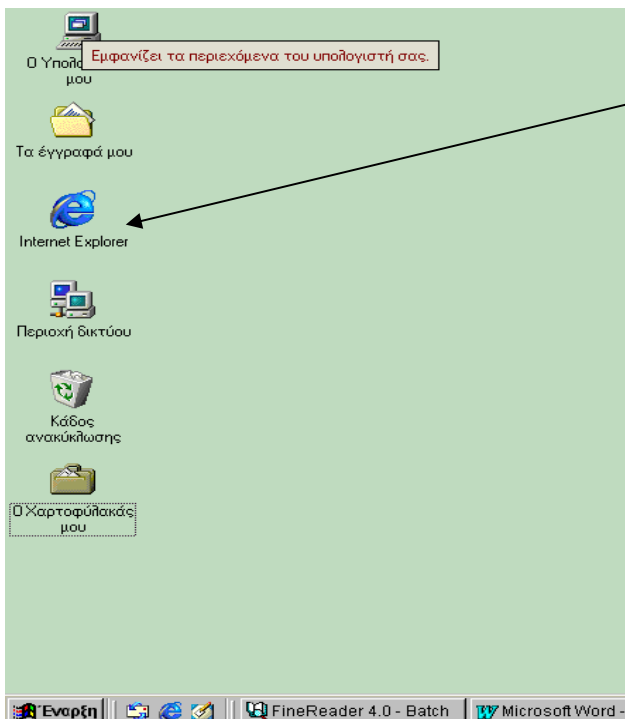 Ο Υπολο
μου
Εμφανίζει τα περιεχόμενα του υπολογιστή σας.
Τα έγγραφά μου
Internet Explorer
Περιοχή δικτύου
Κάδος
ανακύκλωσης
Ο Χαρτοφύλακάς
μου
Έναρξη
FineReader 4.0 - Batch
Microsoft Word -